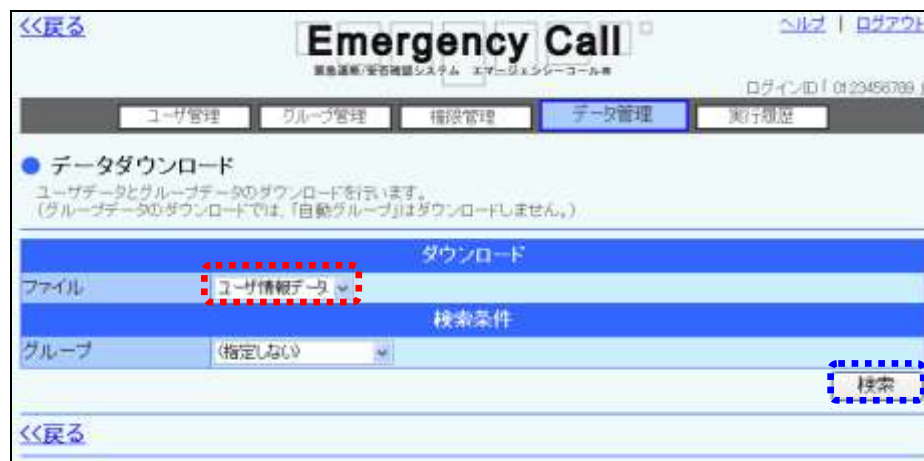 <<戻る
ヘルプ | ログアウト
Emergency Call
緊急連絡/安否確認システム エマージェンシーコール
ログインID「0123456789」
ユーザ管理 グループ管理 権限管理 データ管理 実行履歴
データダウンロード
ユーザデータとグループデータのダウンロードを行います。
(グループデータのダウンロードでは、「自動グループ」はダウンロードしません。)
ダウンロード
ファイル ユーザ情報データ
検索条件
グループ (指定しない)
検索
<<戻る